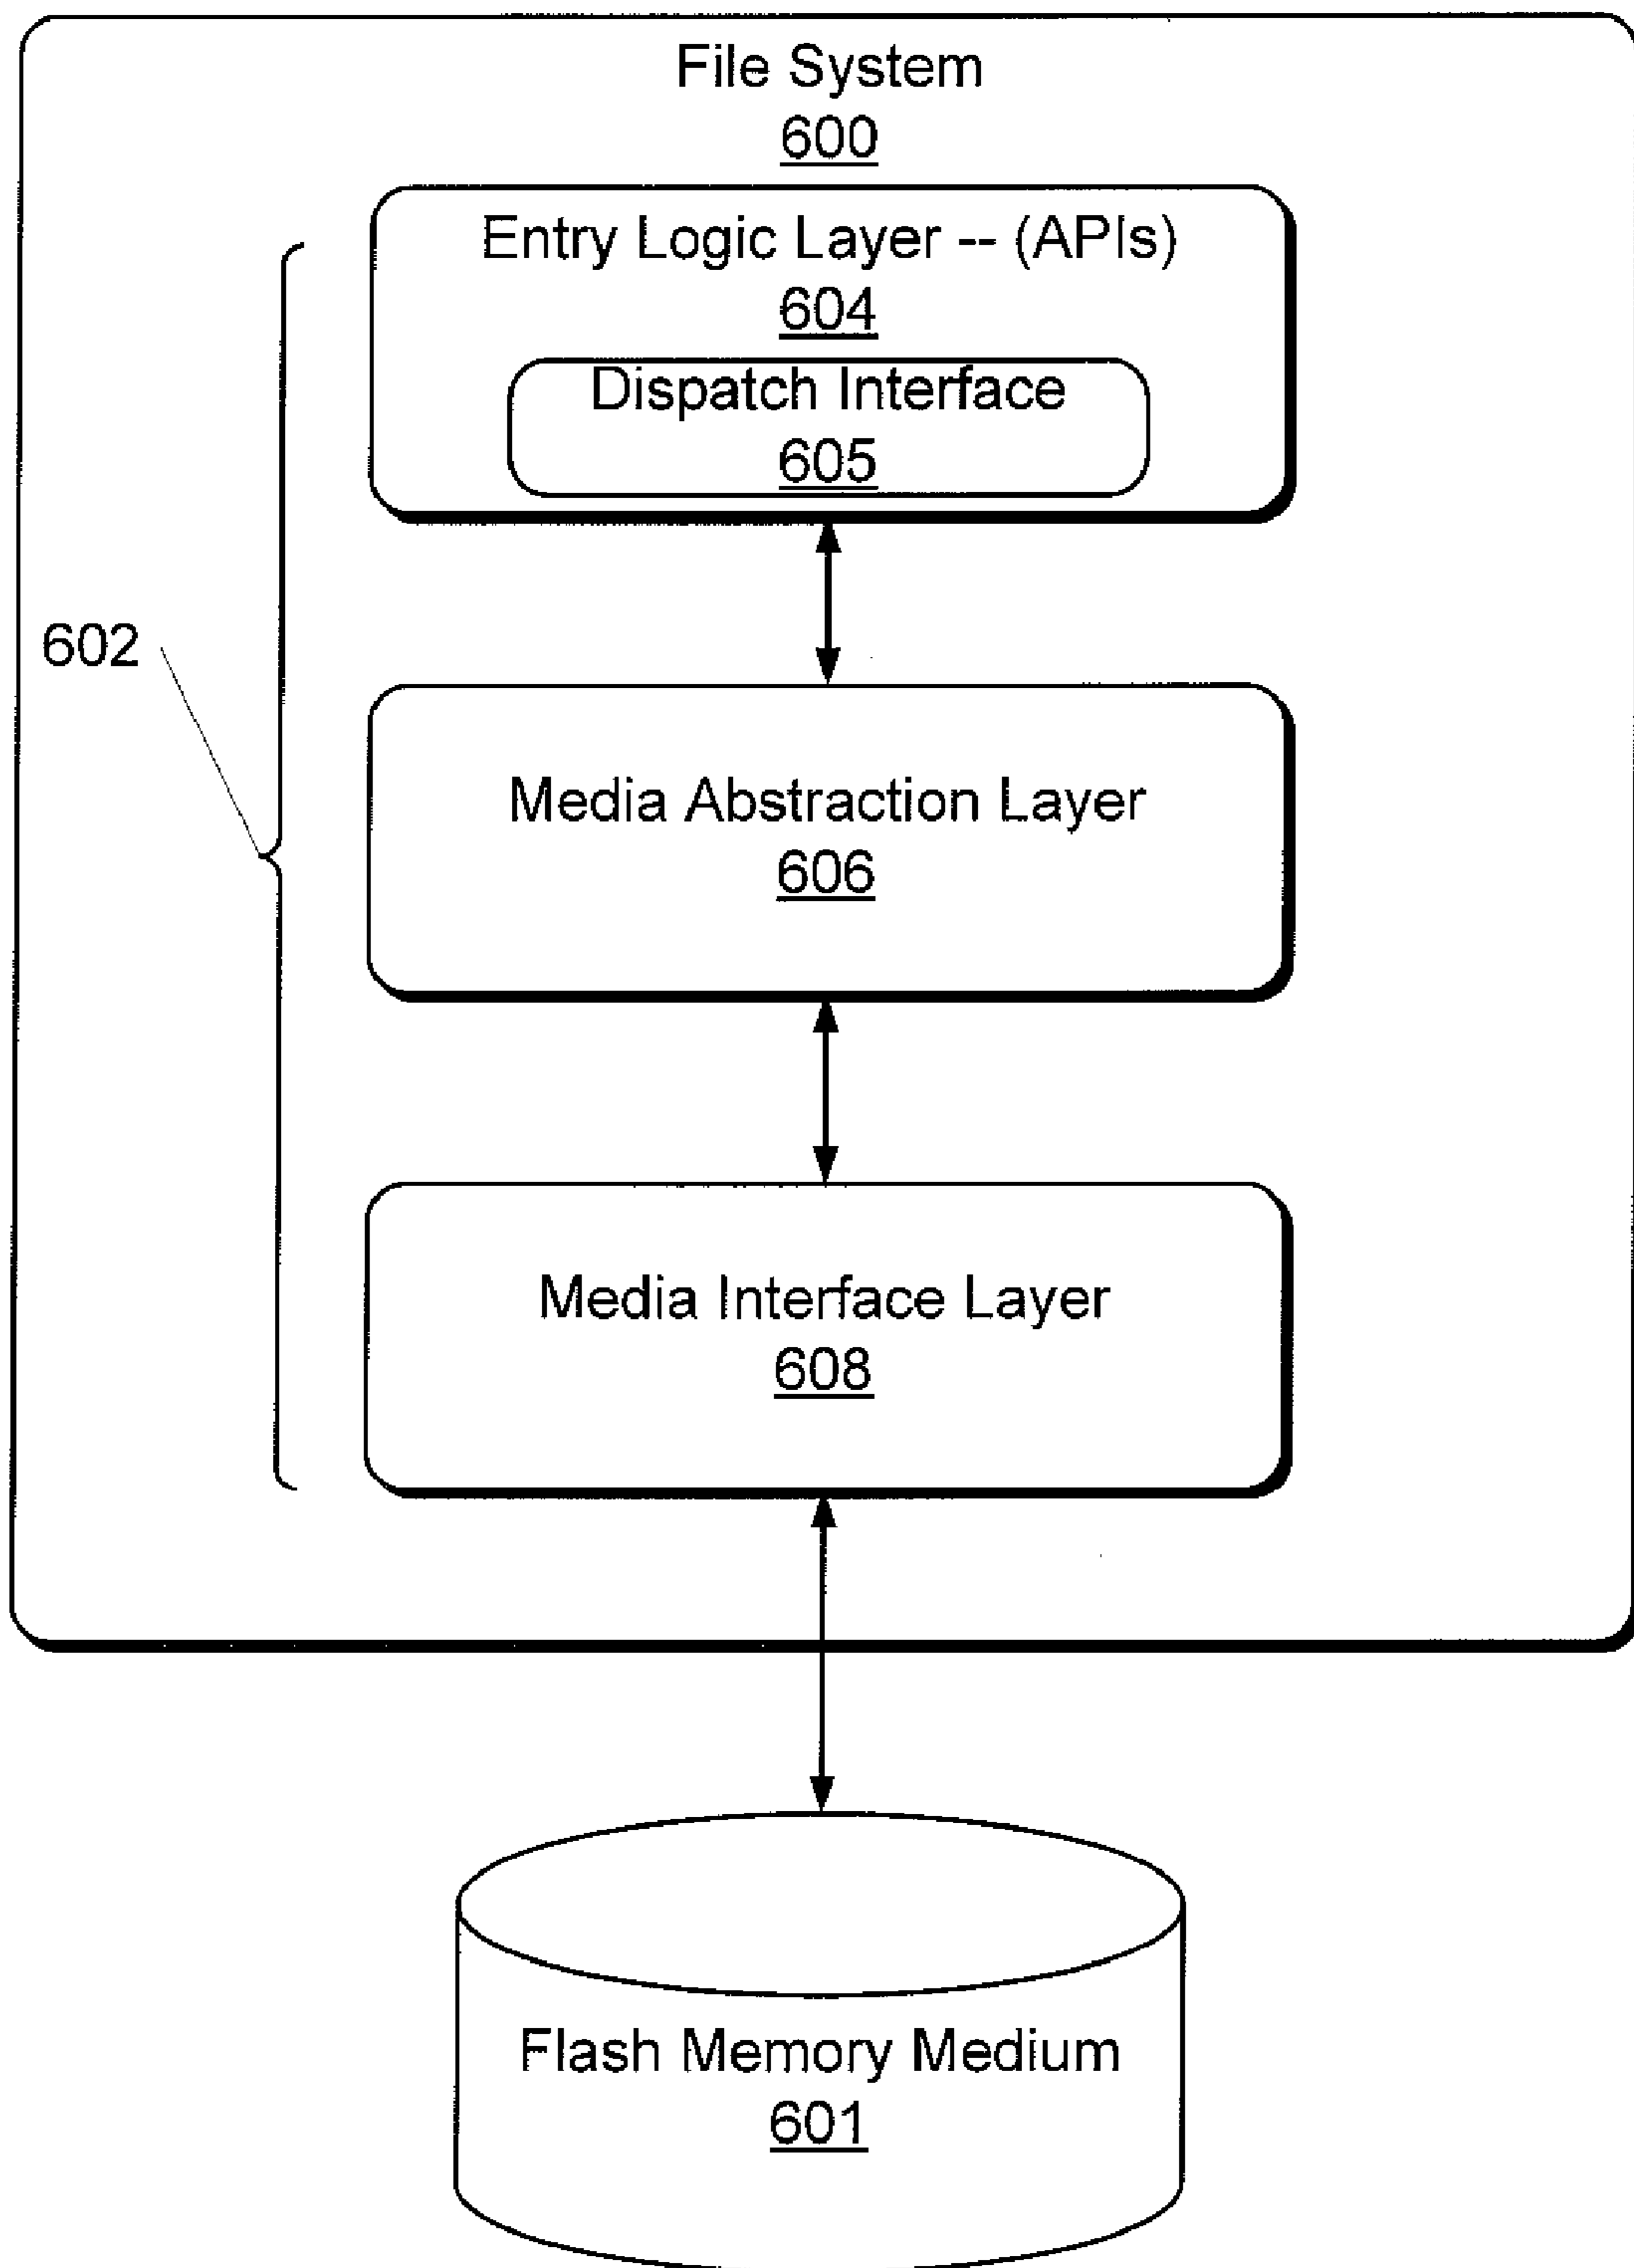 File System
600
Entry Logic Layer -- (APIs)
604
Dispatch Interface
605
602
Media Abstraction Layer
606
Media Interface Layer
608
Flash Memory Medium
601